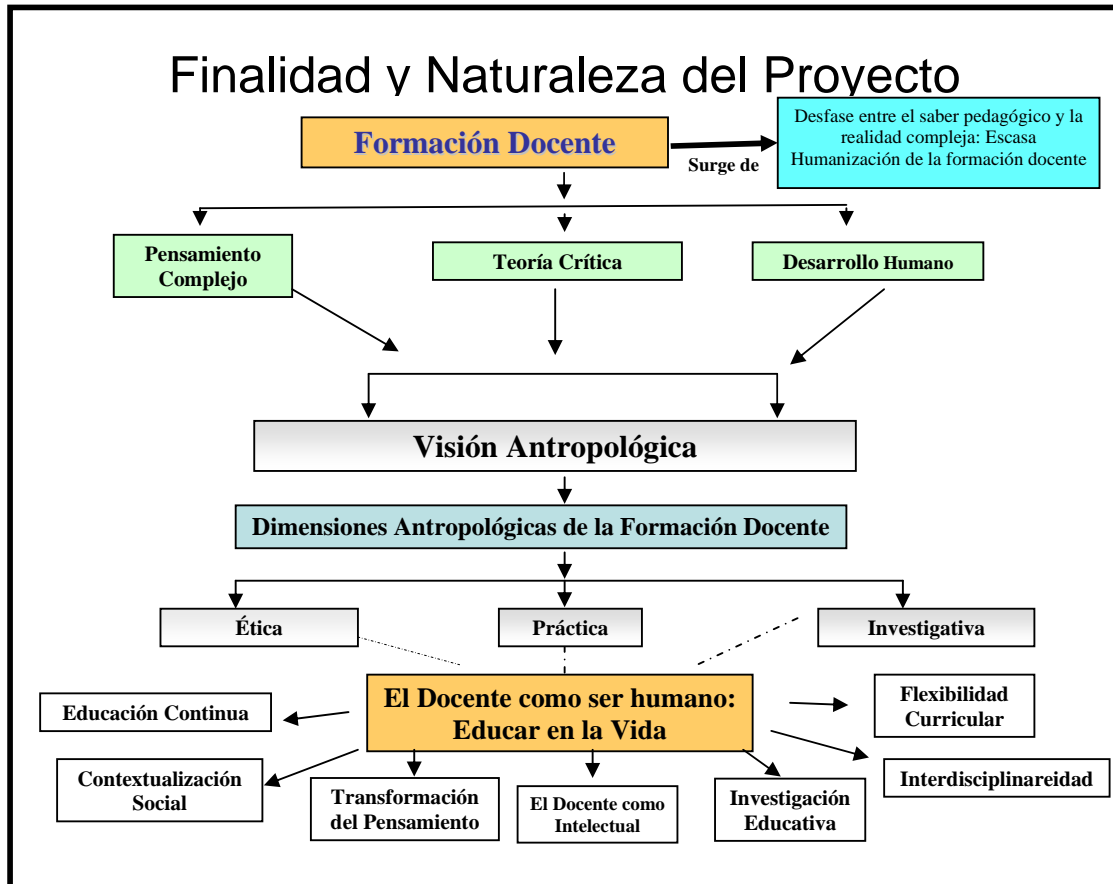 Finalidad y Naturaleza del Proyecto
Formación Docente
Surge de
Desfase entre el saber pedagógico y la
realidad compleja: Escasa
Humanización de la formación docente
Pensamiento
Complejo
Teoría Crítica
Desarrollo Humano
Visión Antropológica
Dimensiones Antropológicas de la Formación Docente
Ética
Práctica
Investigativa
El Docente como ser humano:
Educar en la Vida
Educación Continua
Flexibilidad
Curricular
Contextualización
Social
Transformación
del Pensamiento
El Docente como
Intelectual
Investigación
Educativa
Interdisciplinareidad